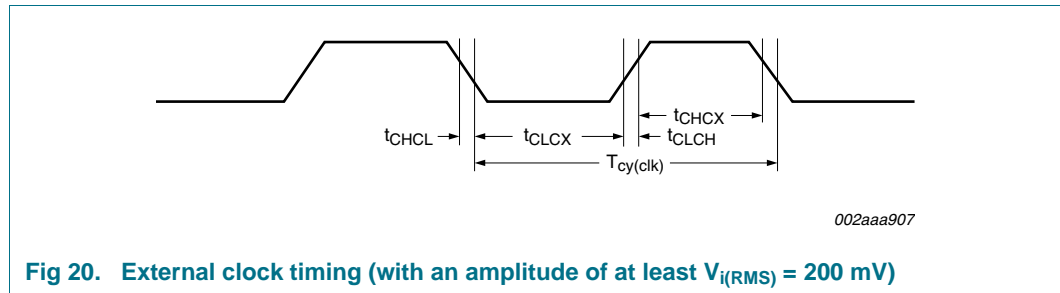 tCHCX
tCHCL
tCLCX
tCLCH
Tcy(clk)
002aaa907
Fig 20. External clock timing (with an amplitude of at least Vi(RMS) = 200 mV)